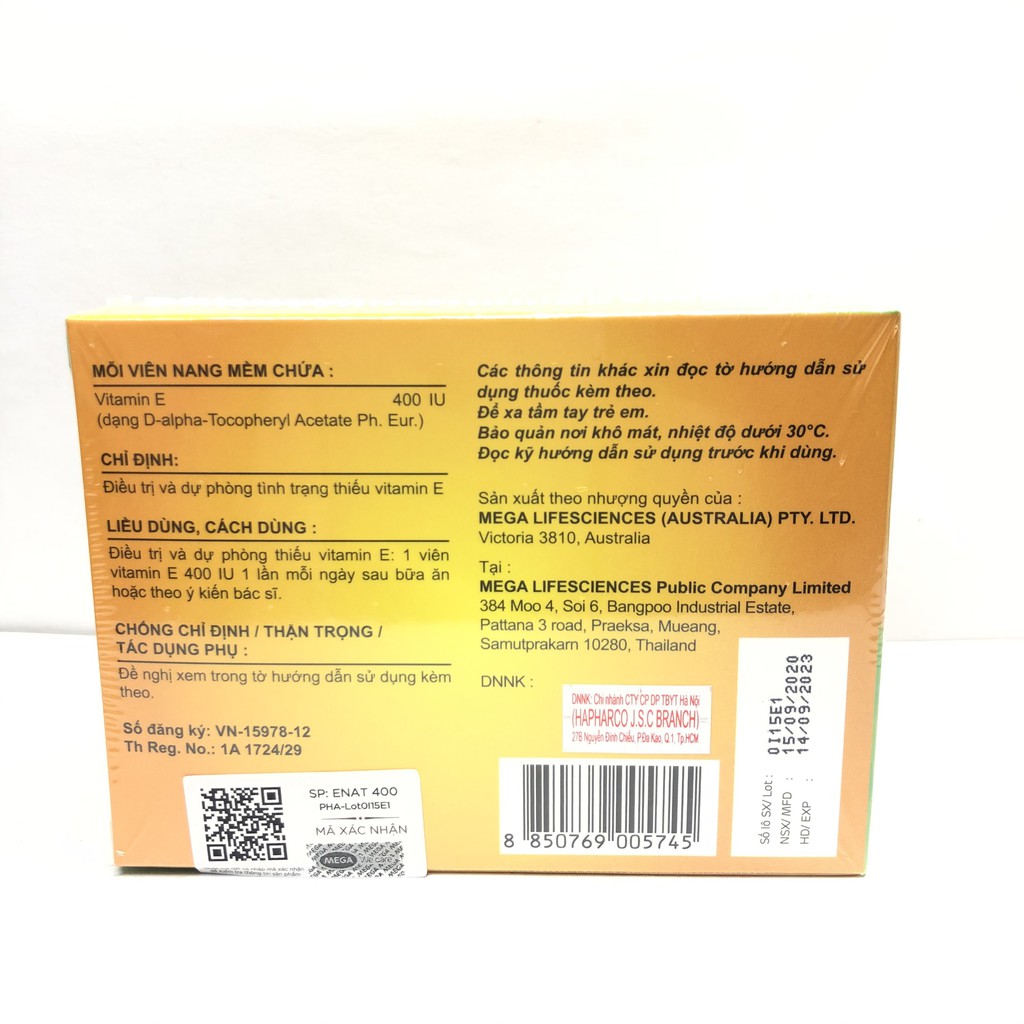 MỖI VIÊN NANG MỀM CHỨA :
Vitamin E 400 IU
(dạng D-alpha-Tocopheryl Acetate Ph. Eur.)
CHỈ ĐỊNH:
Điều trị và dự phòng tình trạng thiếu vitamin E
LIỀU DÙNG, CÁCH DÙNG :
Điều trị và dự phòng thiếu vitamin E: 1 viên
vitamin E 400 IU 1 lần mỗi ngày sau bữa ăn
hoặc theo ý kiến bác sĩ.
CHỐNG CHỈ ĐỊNH / THẬN TRỌNG /
TÁC DỤNG PHỤ :
Đề nghị xem trong tờ hướng dẫn sử dụng kèm
theo.
Số đăng ký: VN-15978-12
Th Reg. No.: 1A 1724/29
SP: ENAT 400
PHA-Lot0I15E1
MÃ XÁC NHẬN
MEGA We care
Các thông tin khác xin đọc tờ hướng dẫn sử
dụng thuốc kèm theo.
Để xa tầm tay trẻ em.
Bảo quản nơi khô mát, nhiệt độ dưới 30°C.
Đọc kỹ hướng dẫn sử dụng trước khi dùng.
Sản xuất theo nhượng quyền của :
MEGA LIFESCIENCES (AUSTRALIA) PTY. LTD.
Victoria 3810, Australia
Tại :
MEGA LIFESCIENCES Public Company Limited
384 Moo 4, Soi 6, Bangpoo Industrial Estate,
Pattana 3 road, Praeksa, Mueang,
Samutprakarn 10280, Thailand
DNNK :
DNNK: Chi nhánh CTY CP DP TBYT Hà Nội
(HAPHARCO J.S.C BRANCH)
27B Nguyễn Đình Chiểu, P.Đa Kao, Q.1, Tp.HCM
8 850769 005745
Số lô SX/ Lot : 0I15E1
NSX/ MFD : 15/09/2020
HD/ EXP : 14/09/2023